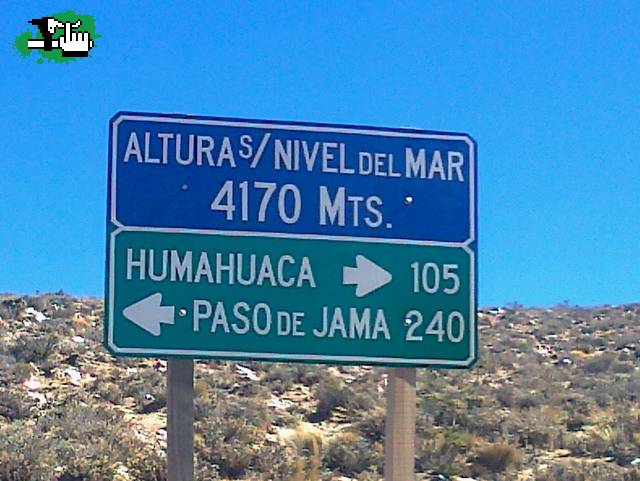 ALTURA S/NIVEL DEL MAR
4170 MTS.
HUMAHUACA → 105
← PASO DE JAMA 240